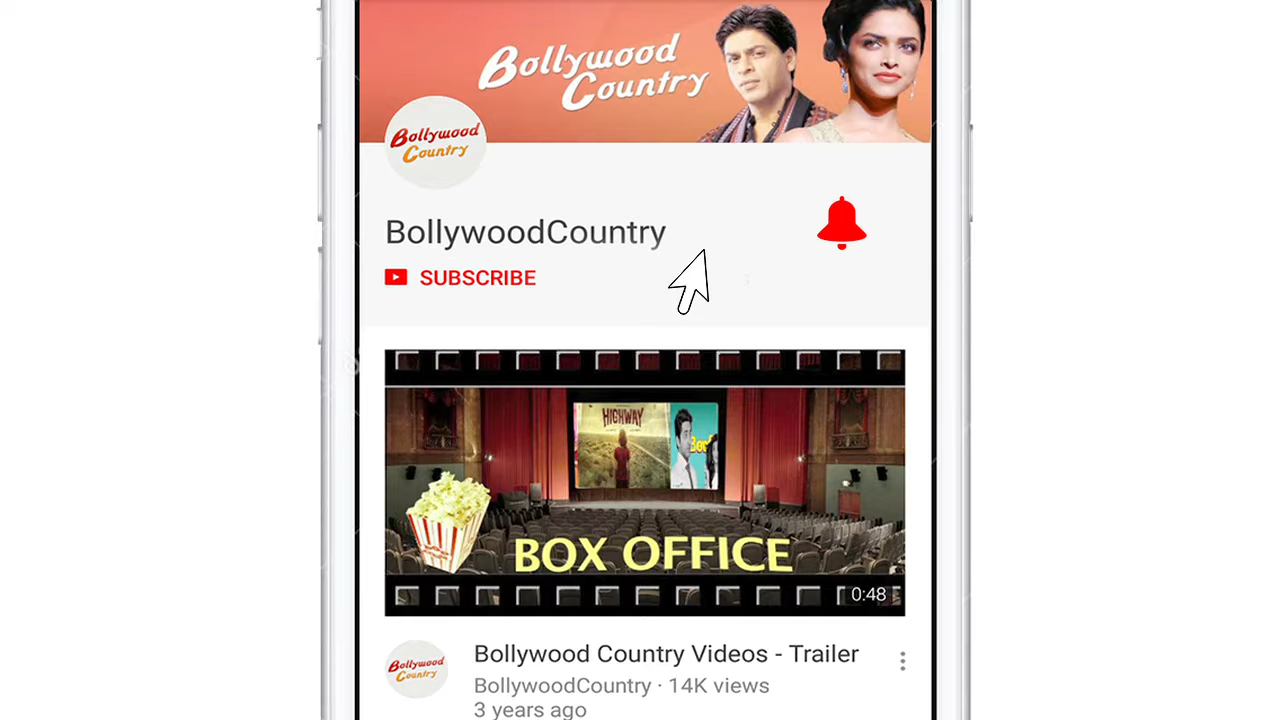 Bollywood
Country
Bollywood
Country
BollywoodCountry
SUBSCRIBE
HIGHWAY
BOX OFFICE
0:48
Bollywood
Country
Bollywood Country Videos - Trailer
BollywoodCountry · 14K views
3 years ago